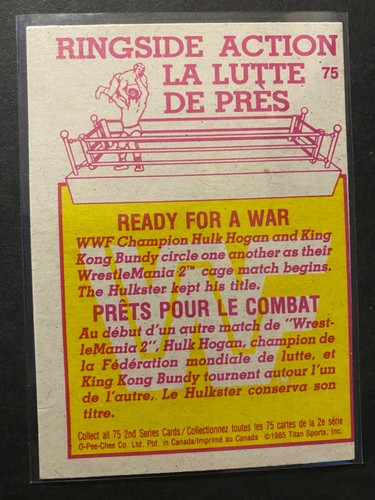 RINGSIDE ACTION
LA LUTTE 75
DE PRÈS
READY FOR A WAR
WWF Champion Hulk Hogan and King
Kong Bundy circle one another as their
WrestleMania 2™ cage match begins.
The Hulkster kept his title.
PRÊTS POUR LE COMBAT
Au début d'un autre match de "Wrest-
leMania 2", Hulk Hogan, champion de
la Fédération mondiale de lutte, et
King Kong Bundy tournent autour l'un
de l'autre. Le Hulkster conserva son
titre.
Collect all 75 2nd Series Cards/Collectionnez toutes les 75 cartes de la 2e série
O-Pee-Chee Co. Ltd. Ptd. in Canada/Imprimé au Canada ©1985 Titan Sports, Inc.